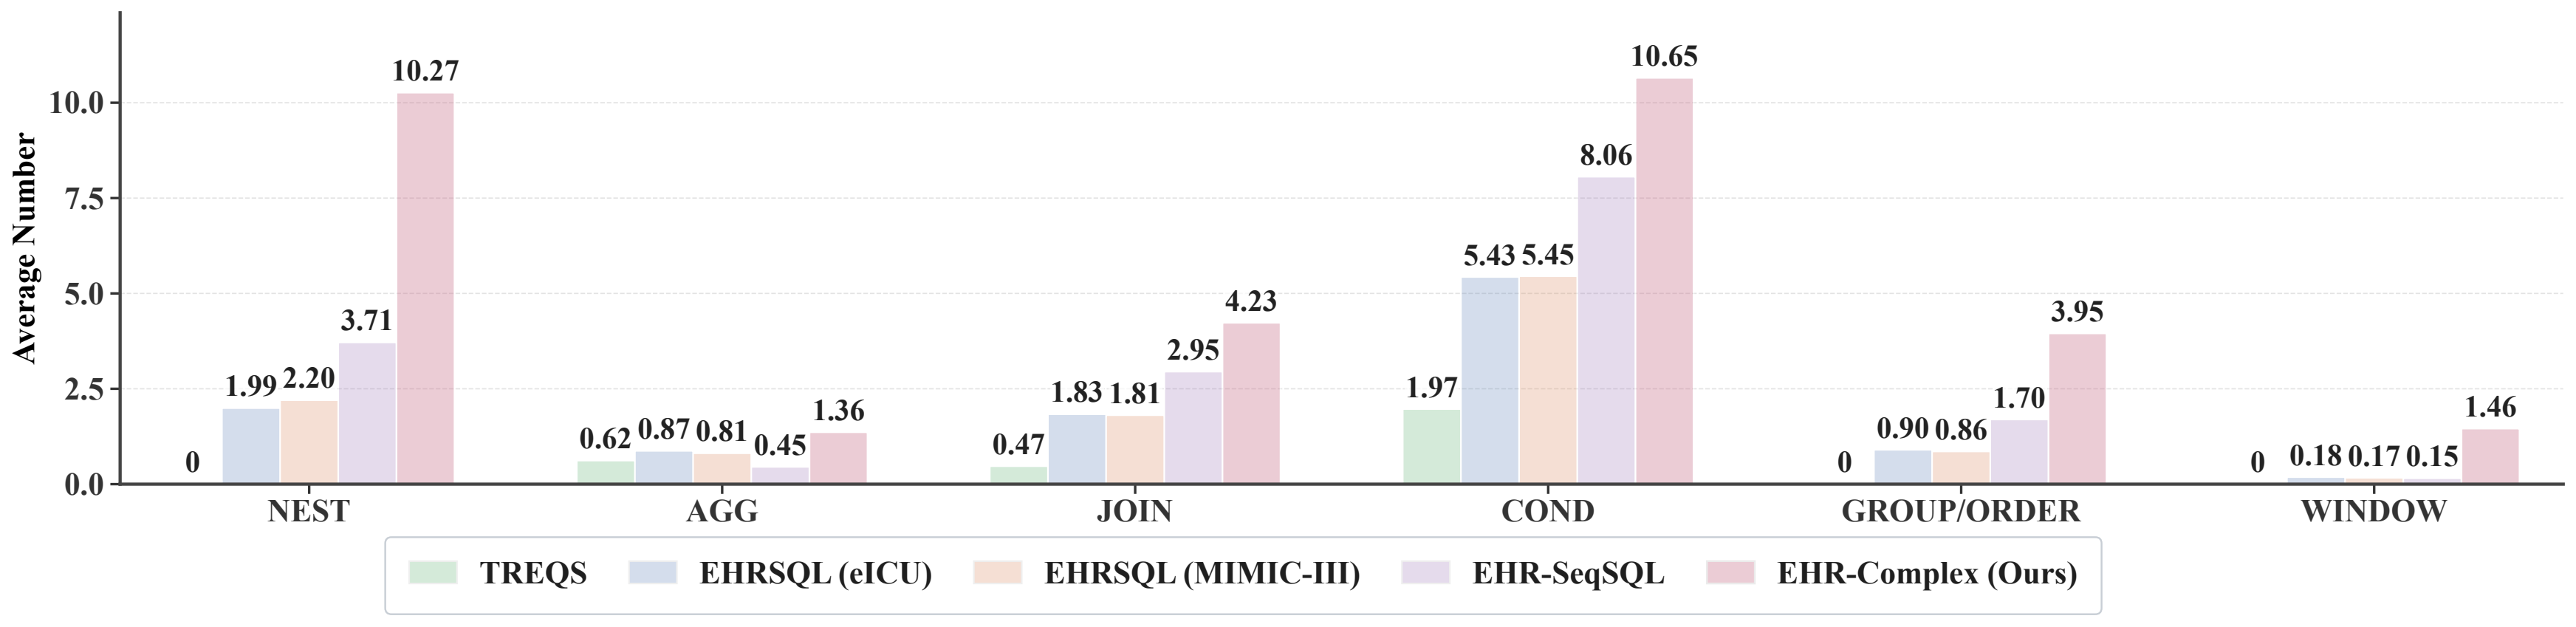 Average Number
10.0
7.5
5.0
2.5
0.0
0 1.99 2.20 3.71 10.27
0.62 0.87 0.81 0.45 1.36
0.47 1.83 1.81 2.95 4.23
1.97 5.43 5.45 8.06 10.65
0 0.90 0.86 1.70 3.95
0 0.18 0.17 0.15 1.46
NEST AGG JOIN COND GROUP/ORDER WINDOW
TREQS EHRSQL (eICU) EHRSQL (MIMIC-III) EHR-SeqSQL EHR-Complex (Ours)